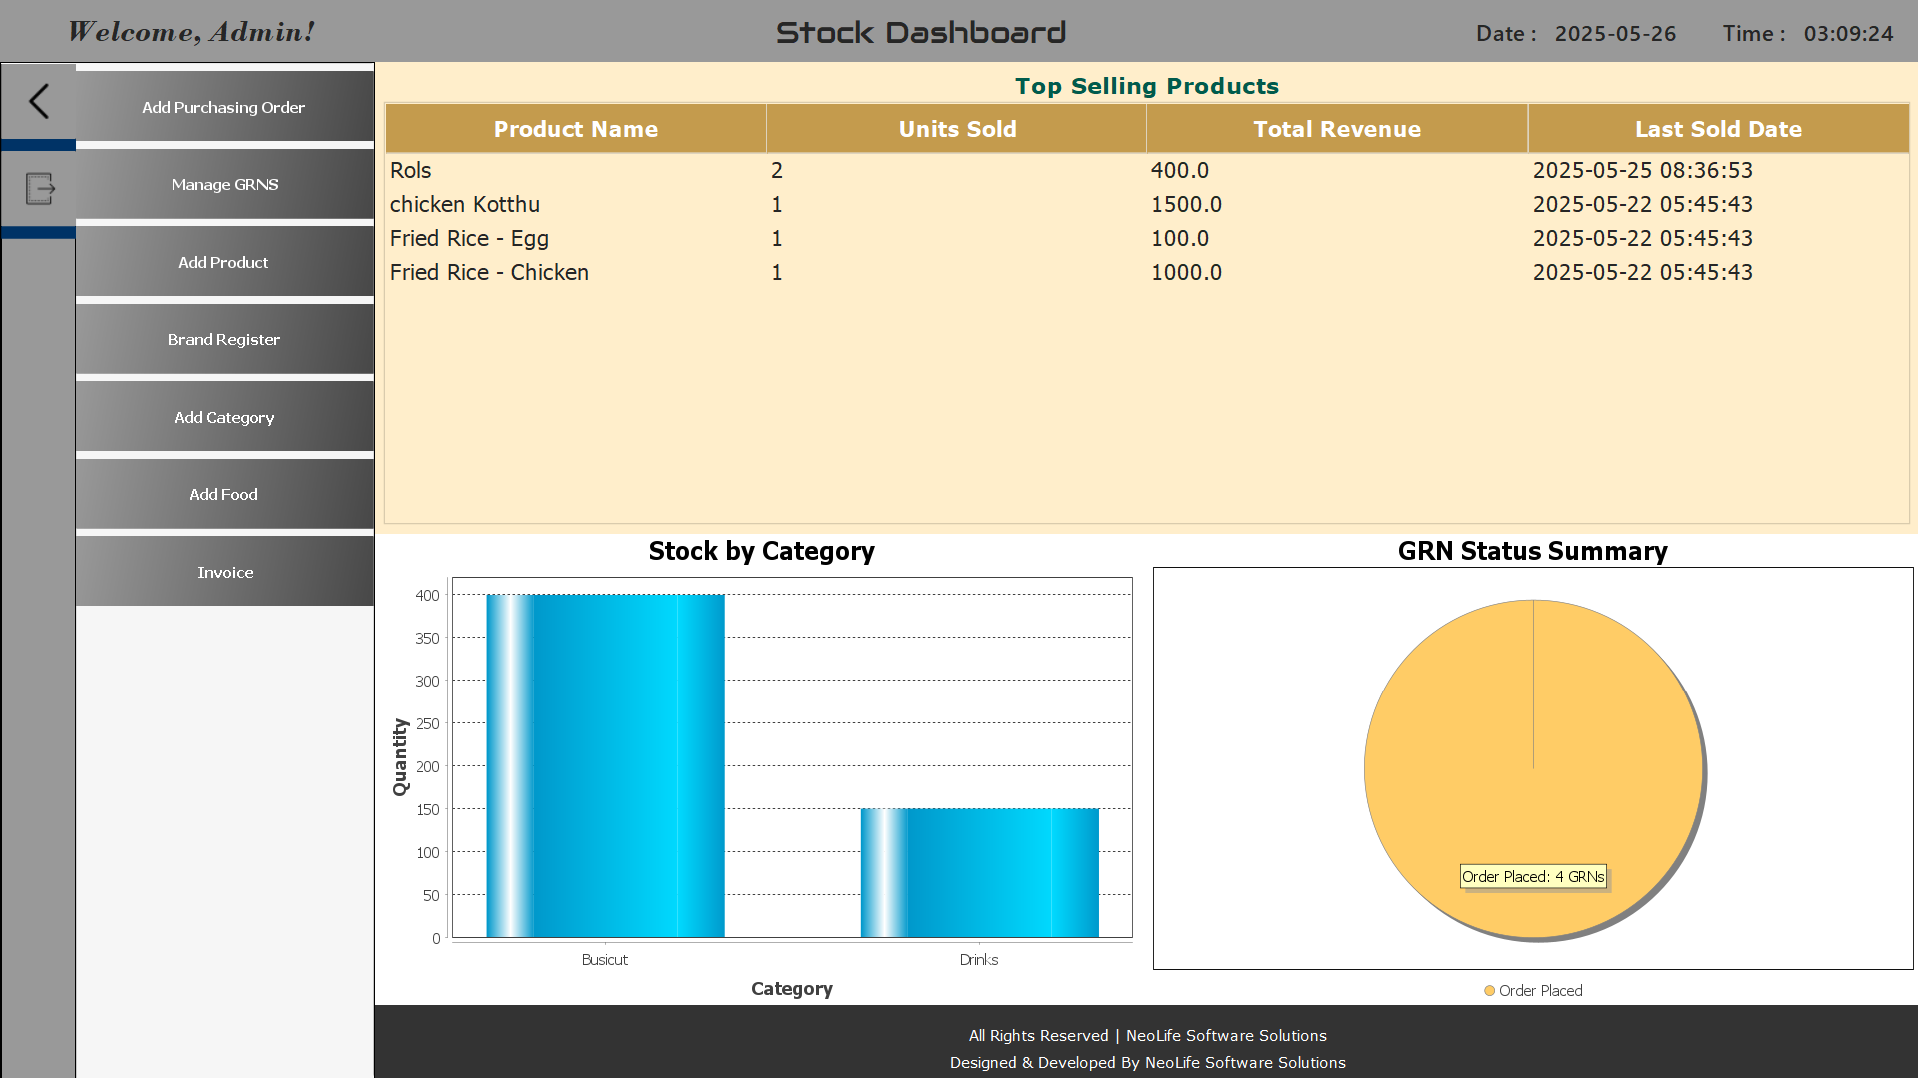 Welcome, Admin!
Stock Dashboard
Date : 2025-05-26 Time : 03:09:24
Add Purchasing Order
Manage GRNS
Add Product
Brand Register
Add Category
Add Food
Invoice
Top Selling Products
Product Name Units Sold Total Revenue Last Sold Date
Rols 2 400.0 2025-05-25 08:36:53
chicken Kotthu 1 1500.0 2025-05-22 05:45:43
Fried Rice - Egg 1 100.0 2025-05-22 05:45:43
Fried Rice - Chicken 1 1000.0 2025-05-22 05:45:43
Stock by Category
400
350
300
250
200
150
100
50
0
Quantity
Busicut Drinks
Category
GRN Status Summary
Order Placed: 4 GRNs
Order Placed
All Rights Reserved | NeoLife Software Solutions
Designed & Developed By NeoLife Software Solutions